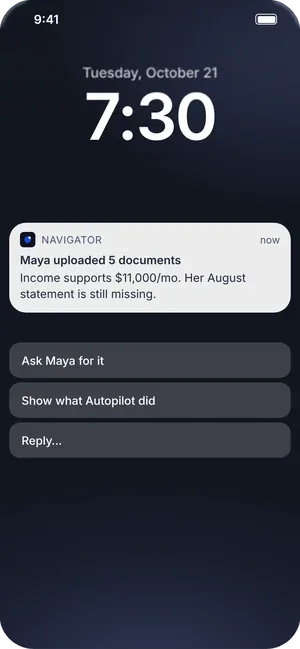 9:41
Tuesday, October 21
7:30
NAVIGATOR
now
Maya uploaded 5 documents
Income supports $11,000/mo. Her August
statement is still missing.
Ask Maya for it
Show what Autopilot did
Reply...